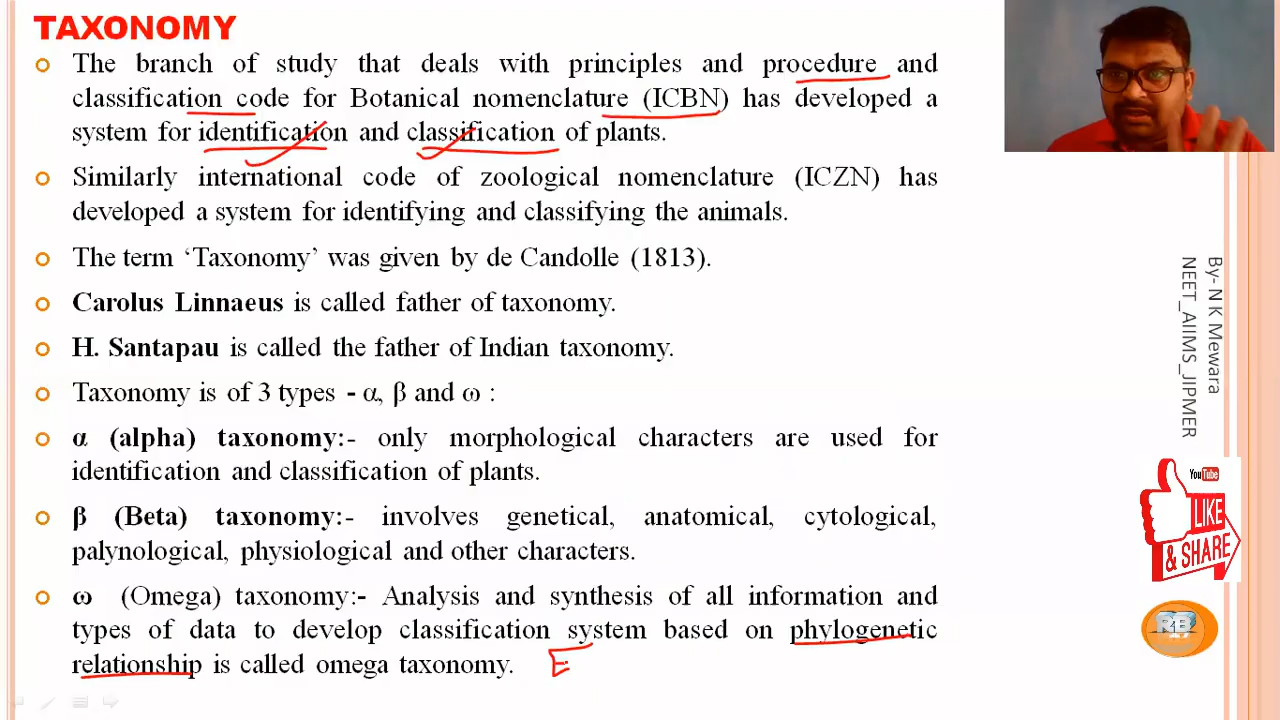 TAXONOMY
The branch of study that deals with principles and procedure and
classification code for Botanical nomenclature (ICBN) has developed a
system for identification and classification of plants.
Similarly international code of zoological nomenclature (ICZN) has
developed a system for identifying and classifying the animals.
The term ‘Taxonomy’ was given by de Candolle (1813).
Carolus Linnaeus is called father of taxonomy.
H. Santapau is called the father of Indian taxonomy.
Taxonomy is of 3 types - α, β and ω :
α (alpha) taxonomy:- only morphological characters are used for
identification and classification of plants.
β (Beta) taxonomy:- involves genetical, anatomical, cytological,
palynological, physiological and other characters.
ω (Omega) taxonomy:- Analysis and synthesis of all information and
types of data to develop classification system based on phylogenetic
relationship is called omega taxonomy. E
By- N K Mewara
NEET_AIIMS_JIPMER
YouTube
LIKE
& SHARE
RB